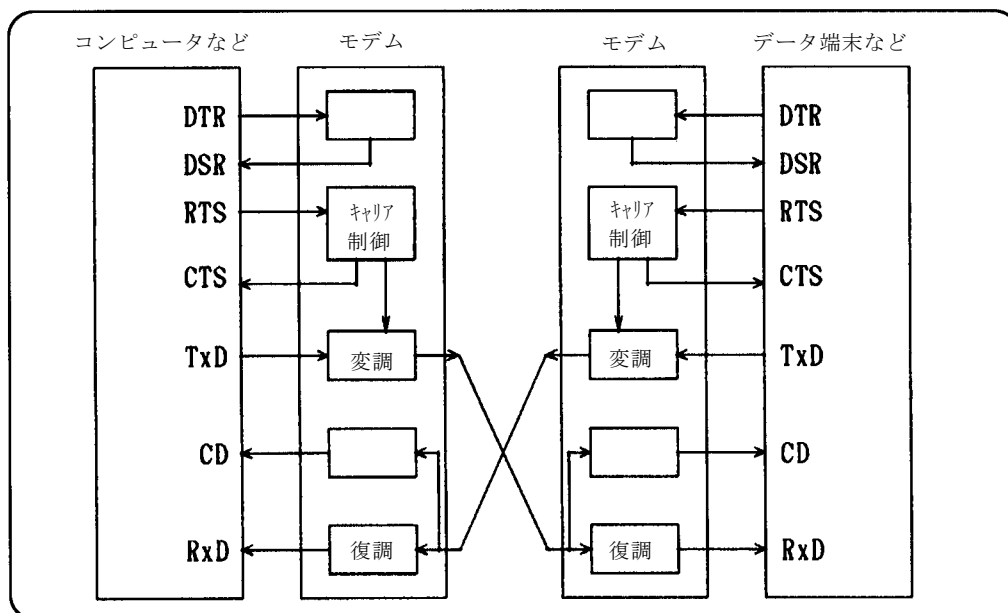 コンピュータなど モデム モデム データ端末など
DTR DTR
DSR DSR
RTS キャリア キャリア RTS
制御 制御
CTS CTS
TxD 変調 変調 TxD
CD CD
RxD 復調 復調 RxD